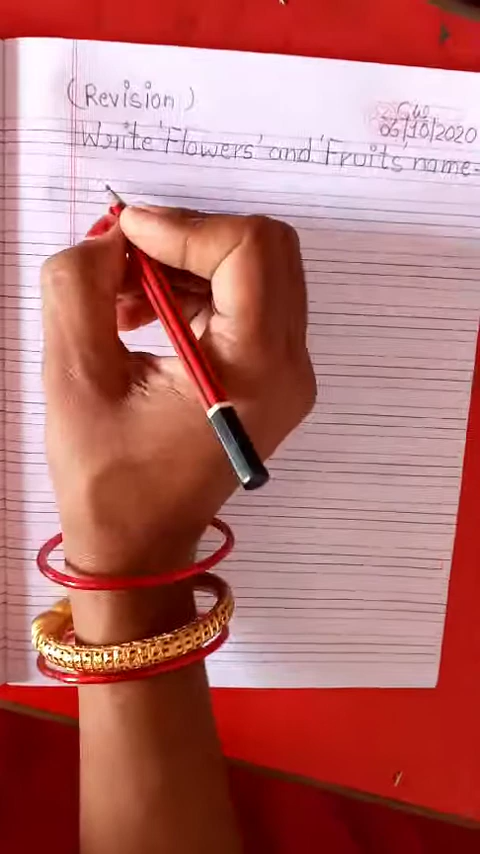 (Revision)
C.W
06/10/2020
Write 'Flowers' and 'Fruits' name-